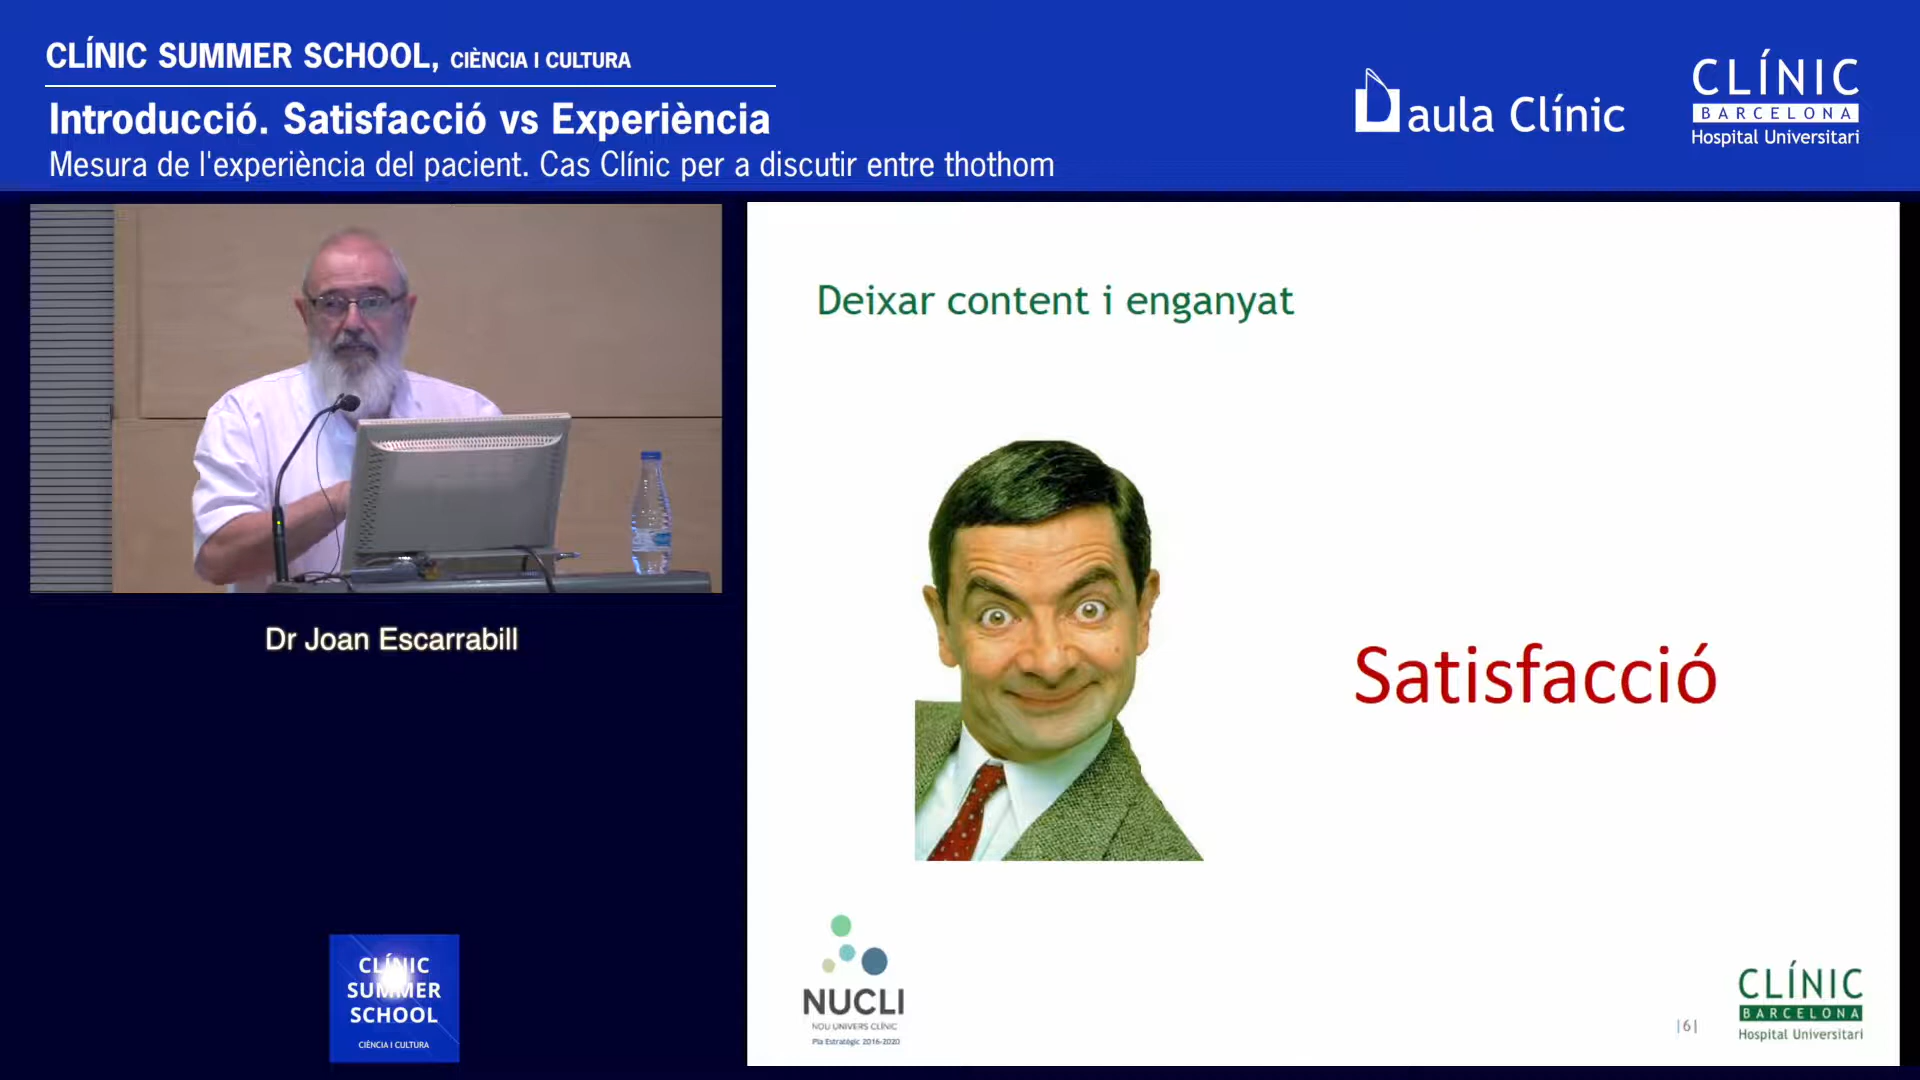 CLÍNIC SUMMER SCHOOL, CIÈNCIA I CULTURA
Introducció. Satisfacció vs Experiència
Mesura de l'experiència del pacient. Cas Clínic per a discutir entre thothom
aula Clínic
CLÍNIC
BARCELONA
Hospital Universitari
Dr Joan Escarrabill
CLÍNIC
SUMMER
SCHOOL
CIÈNCIA I CULTURA
Deixar content i enganyat
Satisfacció
NUCLI
NOU UNIVERS CLÍNIC
Pla Estratègic 2016-2020
|6|
CLÍNIC
BARCELONA
Hospital Universitari